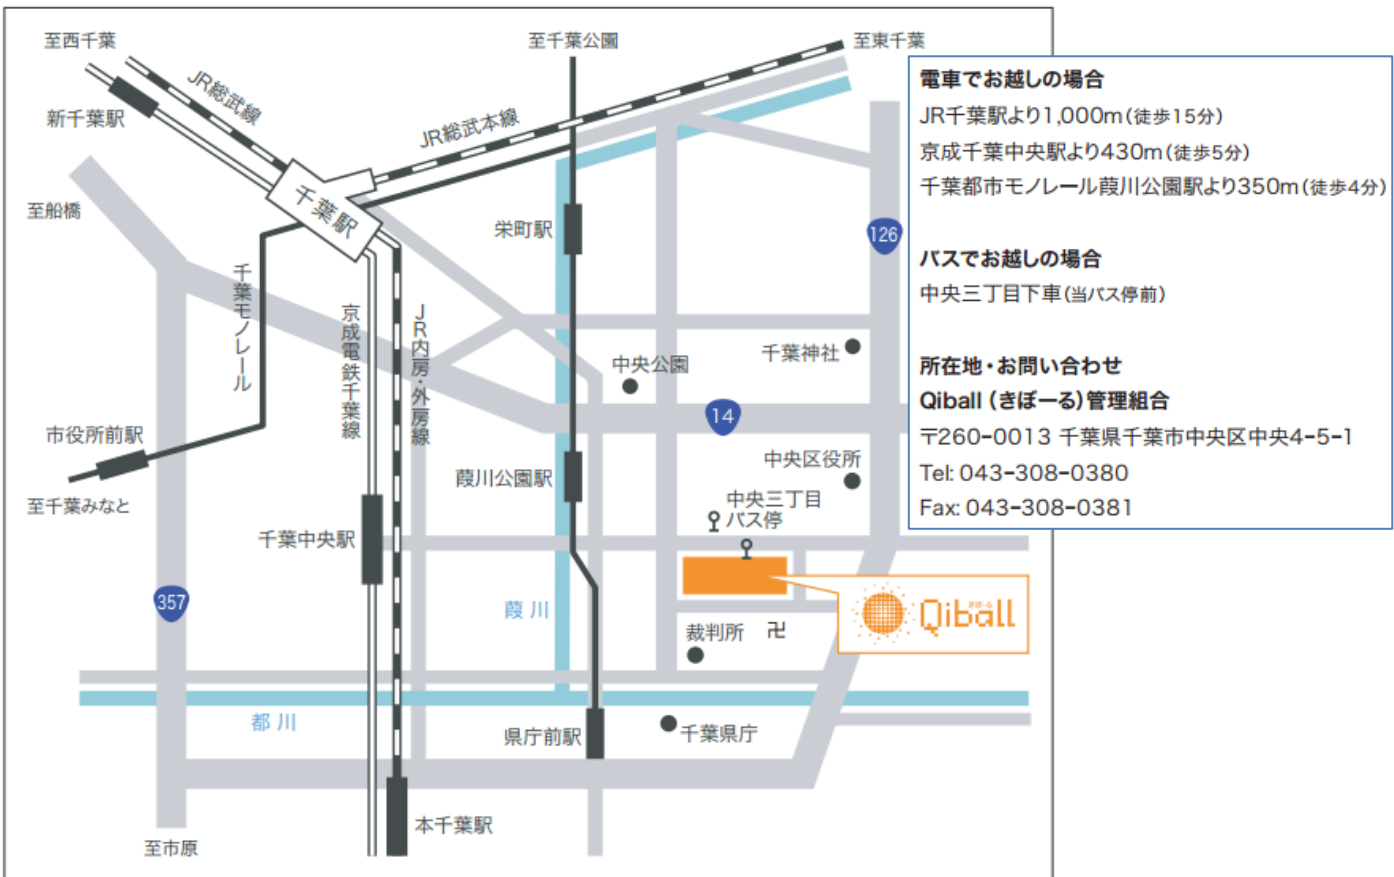 至西千葉
至千葉公園
至東千葉
JR総武線
新千葉駅
JR総武本線
千葉駅
至船橋
栄町駅
126
千葉モノレール
京成電鉄千葉線
JR内房・外房線
中央公園
千葉神社
14
市役所前駅
至千葉みなと
葭川公園駅
中央区役所
中央三丁目
バス停
千葉中央駅
357
葭川
きぼーる
Qiball
裁判所
卍
都川
県庁前駅
千葉県庁
本千葉駅
至市原
電車でお越しの場合
JR千葉駅より1,000m(徒歩15分)
京成千葉中央駅より430m(徒歩5分)
千葉都市モノレール葭川公園駅より350m(徒歩4分)
バスでお越しの場合
中央三丁目下車(当バス停前)
所在地・お問い合わせ
Qiball (きぼーる)管理組合
〒260-0013 千葉県千葉市中央区中央4-5-1
Tel: 043-308-0380
Fax: 043-308-0381